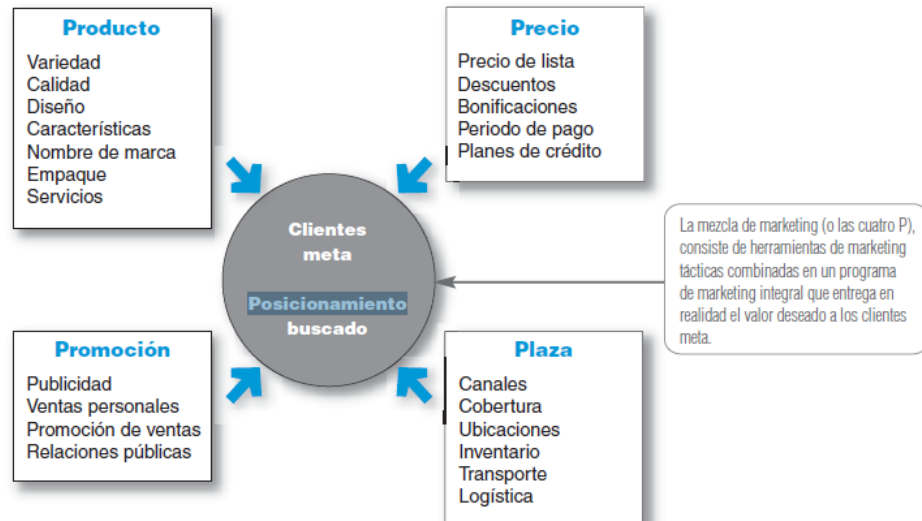 Producto
Variedad
Calidad
Diseño
Características
Nombre de marca
Empaque
Servicios
Precio
Precio de lista
Descuentos
Bonificaciones
Periodo de pago
Planes de crédito
Clientes
meta
Posicionamiento
buscado
La mezcla de marketing (o las cuatro P),
consiste de herramientas de marketing
tácticas combinadas en un programa
de marketing integral que entrega en
realidad el valor deseado a los clientes
meta.
Promoción
Publicidad
Ventas personales
Promoción de ventas
Relaciones públicas
Plaza
Canales
Cobertura
Ubicaciones
Inventario
Transporte
Logística